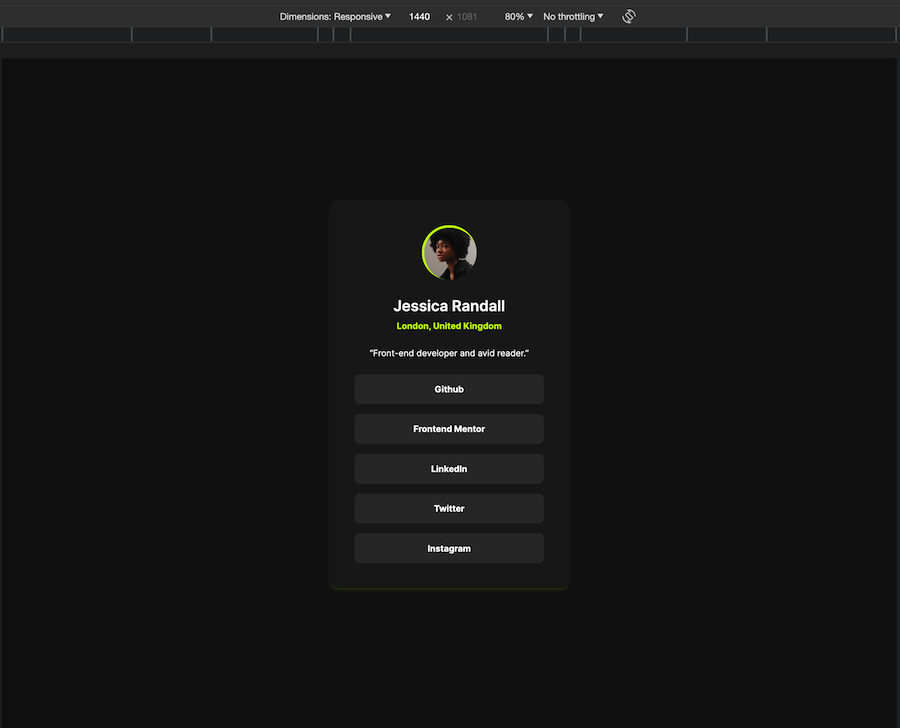 Dimensions: Responsive ▼ 1440 × 1081 80% ▼ No throttling ▼
Jessica Randall
London, United Kingdom
“Front-end developer and avid reader.”
Github
Frontend Mentor
LinkedIn
Twitter
Instagram